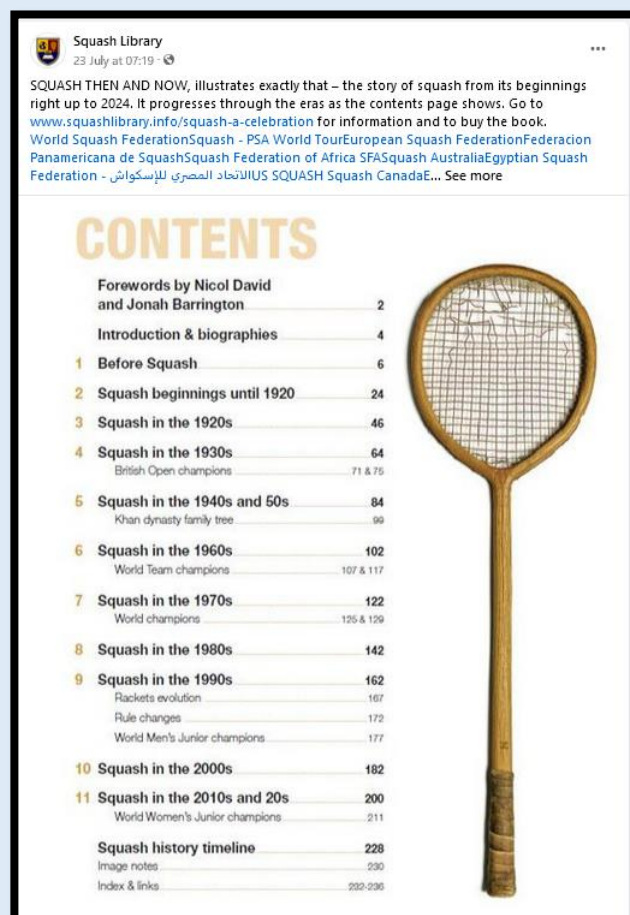 Squash Library
23 July at 07:19 ·
SQUASH THEN AND NOW, illustrates exactly that – the story of squash from its beginnings
right up to 2024. It progresses through the eras as the contents page shows. Go to
www.squashlibrary.info/squash-a-celebration for information and to buy the book.
World Squash FederationSquash - PSA World TourEuropean Squash FederationFederacion
Panamericana de SquashSquash Federation of Africa SFASquash AustraliaEgyptian Squash
Federation - الاتحاد المصري للإسكواشUS SQUASH Squash CanadaE... See more
CONTENTS
Forewords by Nicol David
and Jonah Barrington 2
Introduction & biographies 4
1 Before Squash 6
2 Squash beginnings until 1920 24
3 Squash in the 1920s 46
4 Squash in the 1930s 64
British Open champions 71 & 75
5 Squash in the 1940s and 50s 84
Khan dynasty family tree 99
6 Squash in the 1960s 102
World Team champions 107 & 117
7 Squash in the 1970s 122
World champions 125 & 129
8 Squash in the 1980s 142
9 Squash in the 1990s 162
Rackets evolution 167
Rule changes 172
World Men's Junior champions 177
10 Squash in the 2000s 182
11 Squash in the 2010s and 20s 200
World Women's Junior champions 211
Squash history timeline 228
Image notes 230
Index & links 232-236